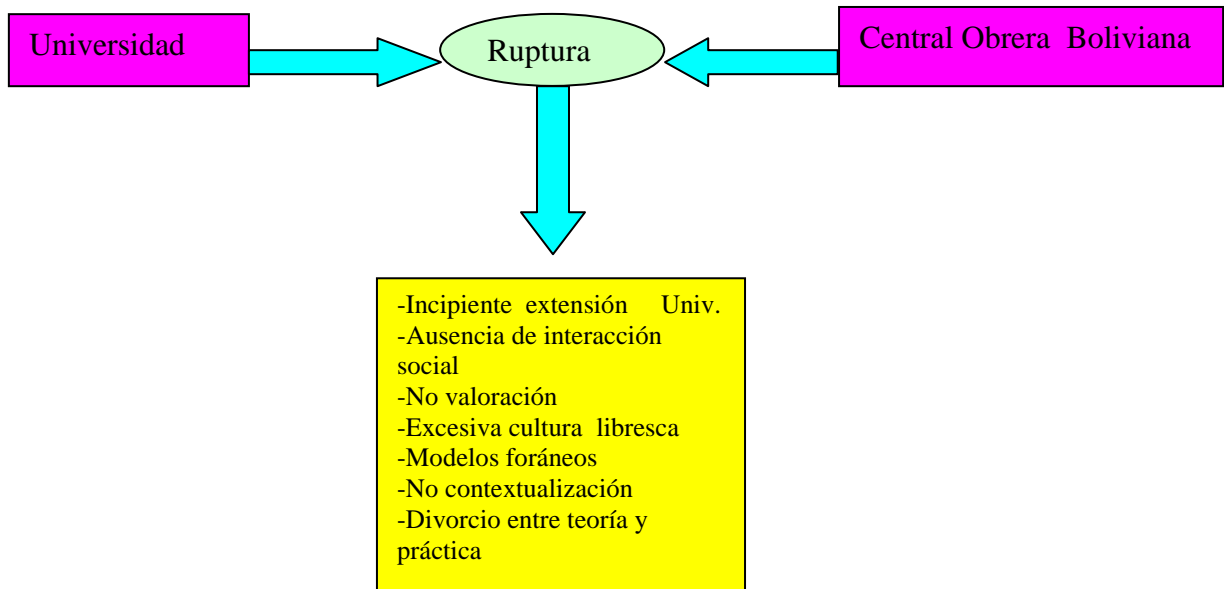 Universidad
Ruptura
Central Obrera Boliviana
-Incipiente extensión Univ.
-Ausencia de interacción
social
-No valoración
-Excesiva cultura libresca
-Modelos foráneos
-No contextualización
-Divorcio entre teoría y
práctica